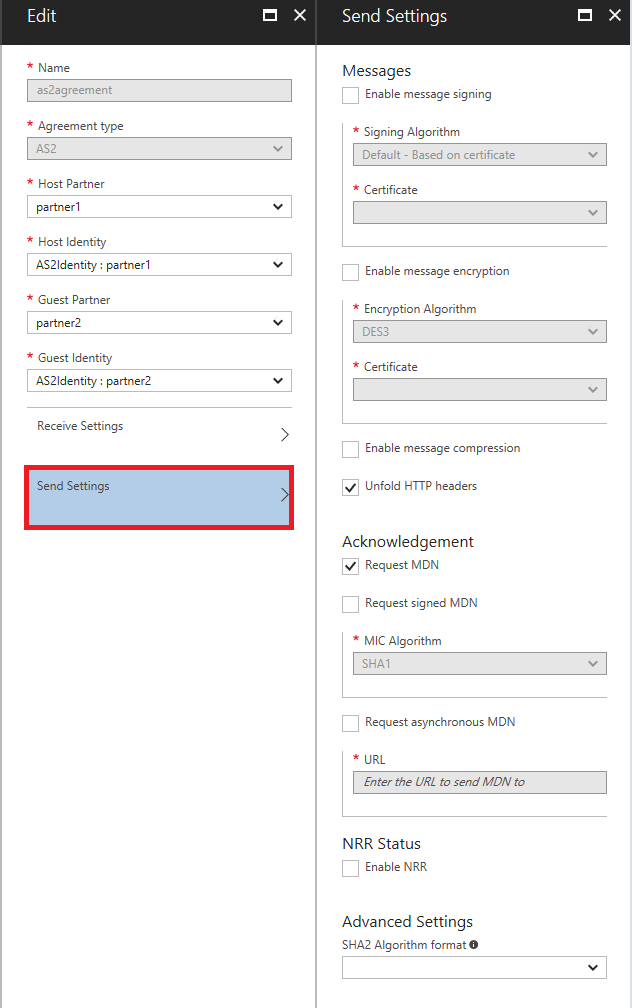 Edit
* Name
as2agreement
* Agreement type
AS2
* Host Partner
partner1
* Host Identity
AS2Identity : partner1
* Guest Partner
partner2
* Guest Identity
AS2Identity : partner2
Receive Settings
Send Settings
Send Settings
Messages
Enable message signing
* Signing Algorithm
Default - Based on certificate
* Certificate
Enable message encryption
* Encryption Algorithm
DES3
* Certificate
Enable message compression
Unfold HTTP headers
Acknowledgement
Request MDN
Request signed MDN
* MIC Algorithm
SHA1
Request asynchronous MDN
* URL
Enter the URL to send MDN to
NRR Status
Enable NRR
Advanced Settings
SHA2 Algorithm format